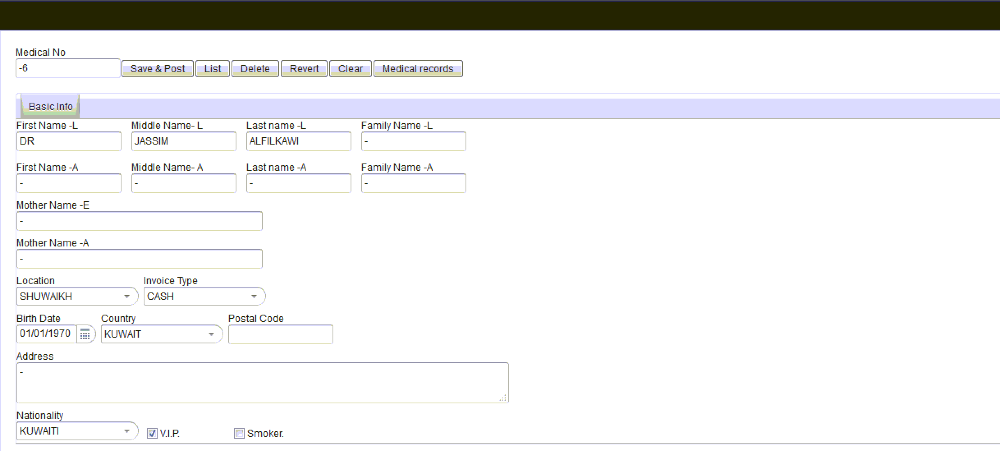 Medical No
-6 Save & Post List Delete Revert Clear Medical records
Basic Info
First Name -L Middle Name- L Last name -L Family Name -L
DR JASSIM ALFILKAWI -
First Name -A Middle Name- A Last name -A Family Name -A
- - - -
Mother Name -E
-
Mother Name -A
-
Location Invoice Type
SHUWAIKH CASH
Birth Date Country Postal Code
01/01/1970 KUWAIT
Address
-
Nationality
KUWAITI V.I.P. Smoker.